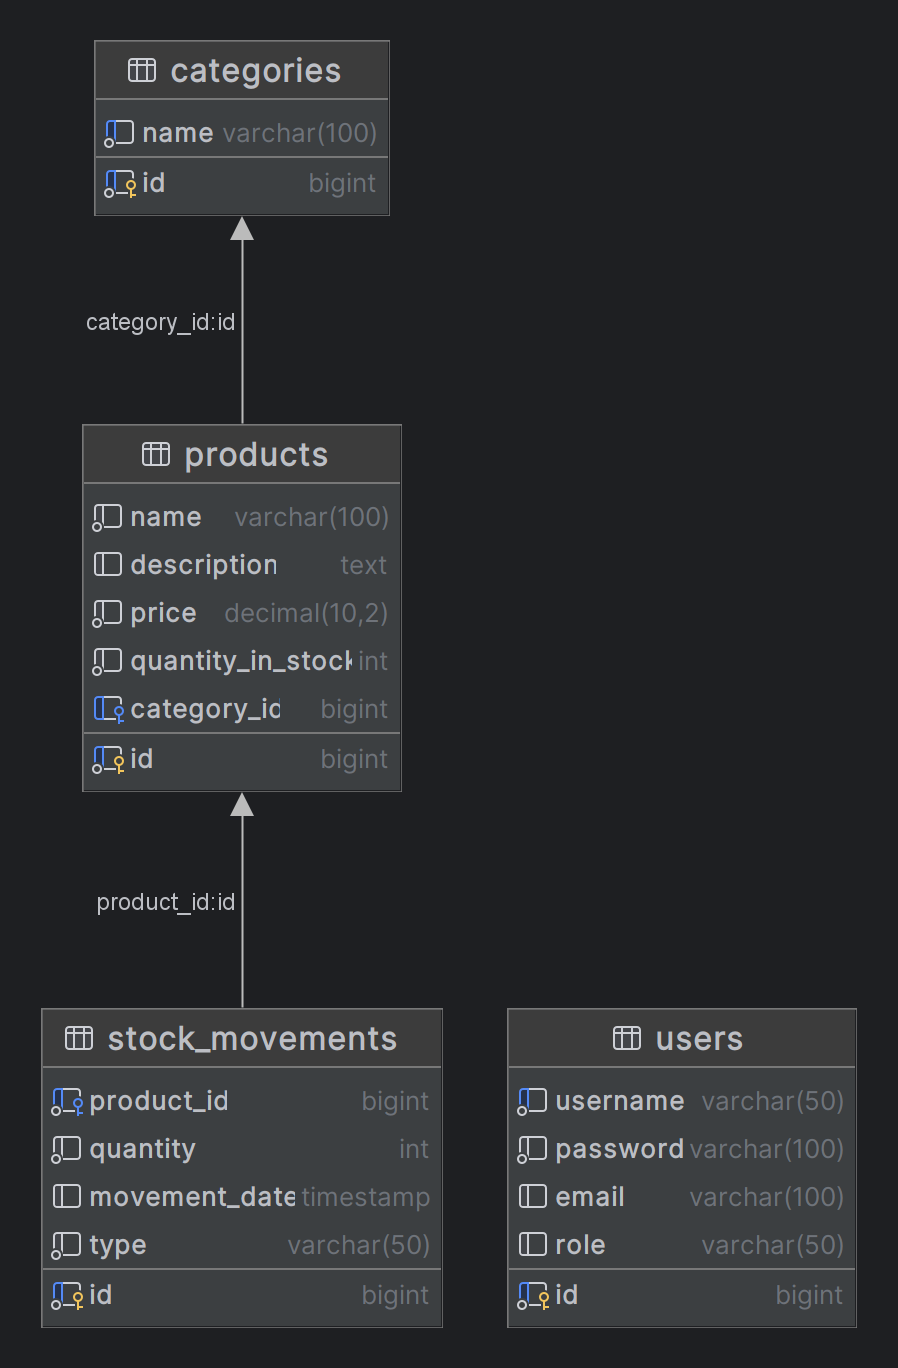 categories
name varchar(100)
id bigint
category_id:id
products
name varchar(100)
description text
price decimal(10,2)
quantity_in_stock int
category_id bigint
id bigint
product_id:id
stock_movements
product_id bigint
quantity int
movement_date timestamp
type varchar(50)
id bigint
users
username varchar(50)
password varchar(100)
email varchar(100)
role varchar(50)
id bigint